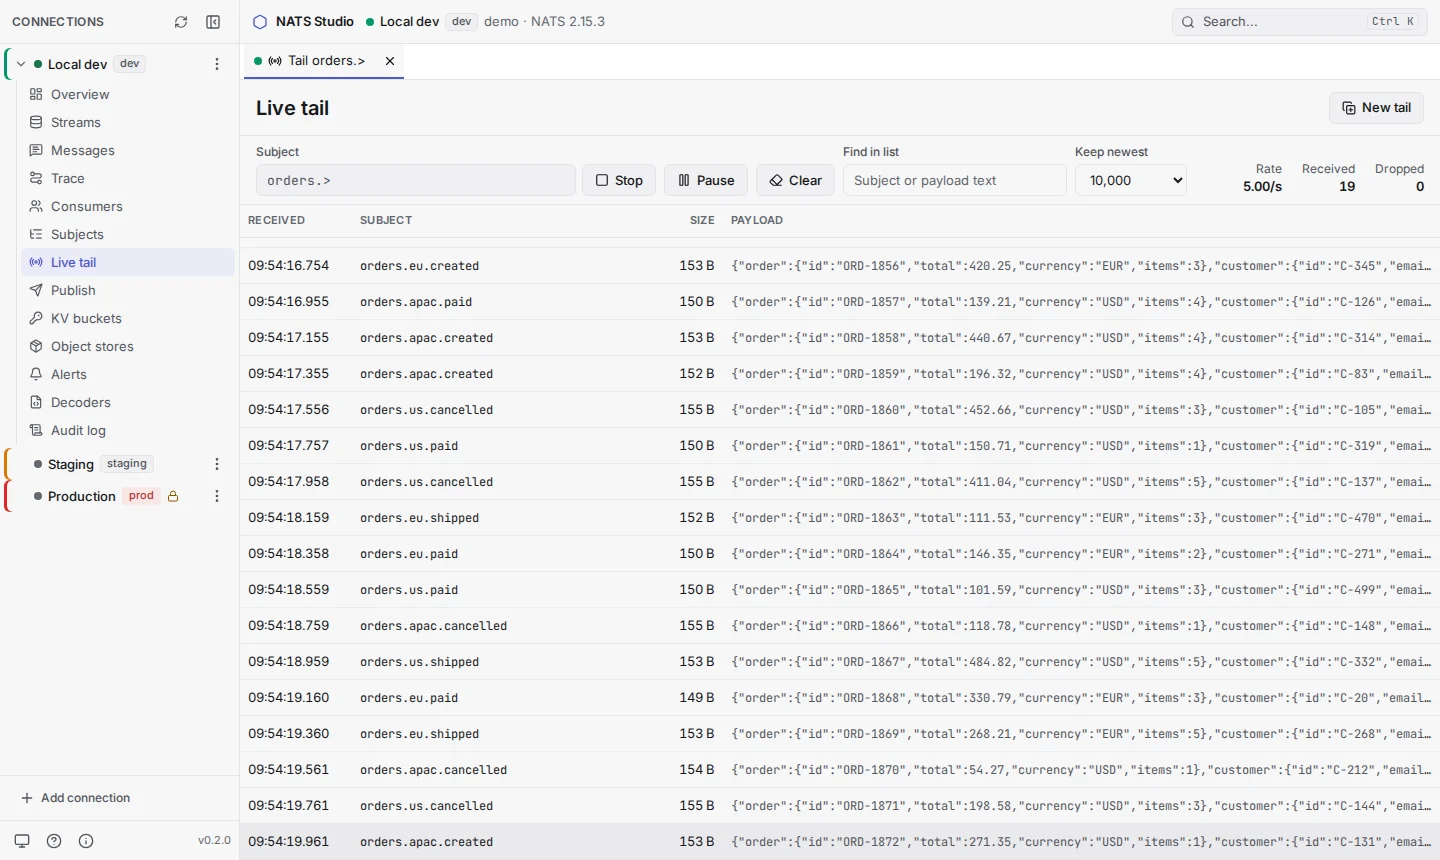 CONNECTIONS
NATS Studio Local dev dev demo · NATS 2.15.3
Search... Ctrl K
Local dev dev
Overview
Streams
Messages
Trace
Consumers
Subjects
Live tail
Publish
KV buckets
Object stores
Alerts
Decoders
Audit log
Staging staging
Production prod
Add connection
v0.2.0
Tail orders.>
Live tail
New tail
Subject
orders.>
Stop
Pause
Clear
Find in list
Subject or payload text
Keep newest
10,000
Rate Received Dropped
5.00/s 19 0
RECEIVED SUBJECT SIZE PAYLOAD
09:54:16.754 orders.eu.created 153 B {"order":{"id":"ORD-1856","total":420.25,"currency":"EUR","items":3},"customer":{"id":"C-345","emai…
09:54:16.955 orders.apac.paid 150 B {"order":{"id":"ORD-1857","total":139.21,"currency":"USD","items":4},"customer":{"id":"C-126","emai…
09:54:17.155 orders.apac.created 153 B {"order":{"id":"ORD-1858","total":440.67,"currency":"USD","items":4},"customer":{"id":"C-314","emai…
09:54:17.355 orders.apac.created 152 B {"order":{"id":"ORD-1859","total":196.32,"currency":"USD","items":4},"customer":{"id":"C-83","email…
09:54:17.556 orders.us.cancelled 155 B {"order":{"id":"ORD-1860","total":452.66,"currency":"USD","items":3},"customer":{"id":"C-105","emai…
09:54:17.757 orders.us.paid 150 B {"order":{"id":"ORD-1861","total":150.71,"currency":"USD","items":1},"customer":{"id":"C-319","emai…
09:54:17.958 orders.us.cancelled 155 B {"order":{"id":"ORD-1862","total":411.04,"currency":"USD","items":5},"customer":{"id":"C-137","emai…
09:54:18.159 orders.eu.shipped 152 B {"order":{"id":"ORD-1863","total":111.53,"currency":"EUR","items":3},"customer":{"id":"C-470","emai…
09:54:18.358 orders.eu.paid 150 B {"order":{"id":"ORD-1864","total":146.35,"currency":"EUR","items":2},"customer":{"id":"C-271","emai…
09:54:18.559 orders.us.paid 150 B {"order":{"id":"ORD-1865","total":101.59,"currency":"USD","items":3},"customer":{"id":"C-499","emai…
09:54:18.759 orders.apac.cancelled 155 B {"order":{"id":"ORD-1866","total":118.78,"currency":"USD","items":1},"customer":{"id":"C-148","emai…
09:54:18.959 orders.us.shipped 153 B {"order":{"id":"ORD-1867","total":484.82,"currency":"USD","items":5},"customer":{"id":"C-332","emai…
09:54:19.160 orders.eu.paid 149 B {"order":{"id":"ORD-1868","total":330.79,"currency":"EUR","items":3},"customer":{"id":"C-20","email…
09:54:19.360 orders.eu.shipped 153 B {"order":{"id":"ORD-1869","total":268.21,"currency":"EUR","items":5},"customer":{"id":"C-268","emai…
09:54:19.561 orders.apac.cancelled 154 B {"order":{"id":"ORD-1870","total":54.27,"currency":"USD","items":1},"customer":{"id":"C-212","email…
09:54:19.761 orders.us.cancelled 155 B {"order":{"id":"ORD-1871","total":198.58,"currency":"USD","items":3},"customer":{"id":"C-144","emai…
09:54:19.961 orders.apac.created 153 B {"order":{"id":"ORD-1872","total":271.35,"currency":"USD","items":1},"customer":{"id":"C-131","emai…